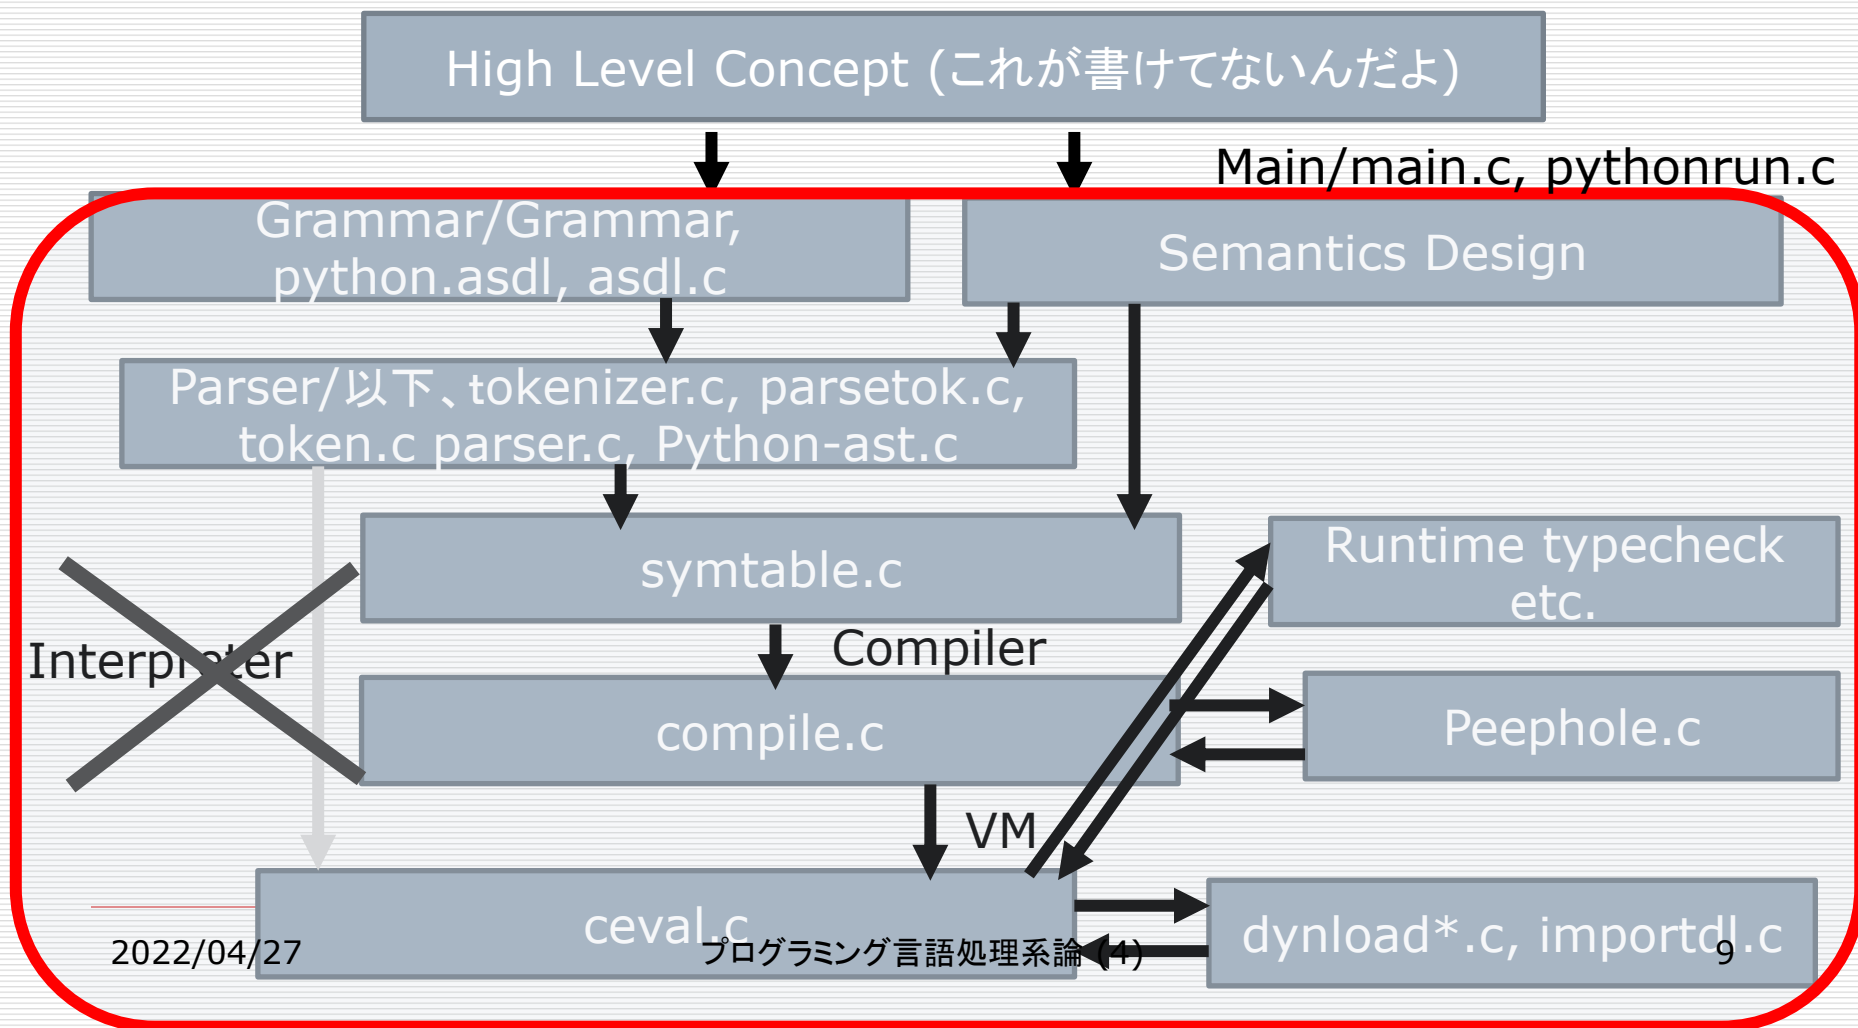 High Level Concept (これが書けてないんだよ)
Main/main.c, pythonrun.c
Grammar/Grammar,
python.asdl, asdl.c
Semantics Design
Parser/以下、tokenizer.c, parsetok.c,
token.c parser.c, Python-ast.c
symtable.c
Runtime typecheck
etc.
Interpreter
Compiler
compile.c
Peephole.c
VM
ceval.c
dynload*.c, importdl.c
2022/04/27
プログラミング言語処理系論 (4)
9